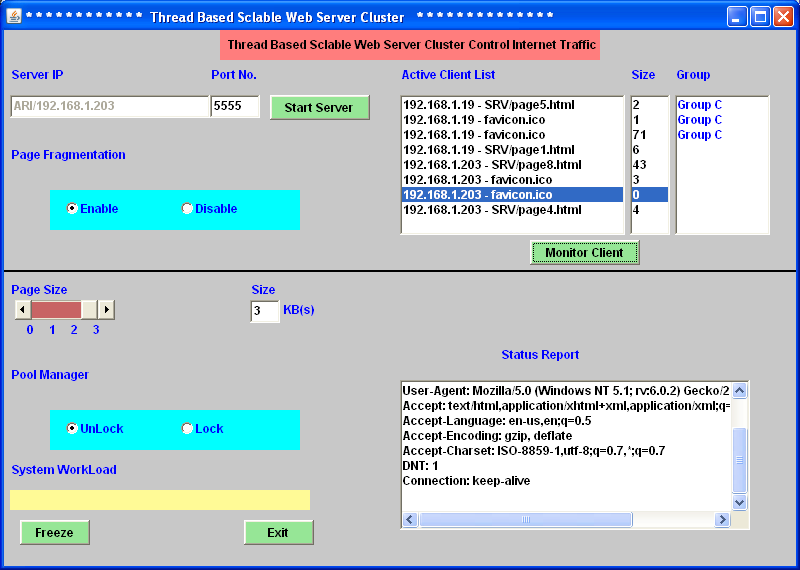 * * * * * * * * * * * *  Thread Based Sclable Web Server Cluster  * * * * * * * * * * * * * *
Thread Based Sclable Web Server Cluster Control Internet Traffic
Server IP Port No. Active Client List Size Group
ARI/192.168.1.203 5555 Start Server
192.168.1.19 - SRV/page5.html 2 Group C
192.168.1.19 - favicon.ico 1 Group C
192.168.1.19 - favicon.ico 71 Group C
192.168.1.19 - SRV/page1.html 6
192.168.1.203 - SRV/page8.html 43
192.168.1.203 - favicon.ico 3
192.168.1.203 - favicon.ico 0
192.168.1.203 - SRV/page4.html 4
Page Fragmentation
Enable Disable
Monitor Client
Page Size Size
3 KB(s)
0 1 2 3
Status Report
Pool Manager
UnLock Lock
User-Agent: Mozilla/5.0 (Windows NT 5.1; rv:6.0.2) Gecko/2
Accept: text/html,application/xhtml+xml,application/xml;q=
Accept-Language: en-us,en;q=0.5
Accept-Encoding: gzip, deflate
Accept-Charset: ISO-8859-1,utf-8;q=0.7,*;q=0.7
DNT: 1
Connection: keep-alive
System WorkLoad
Freeze Exit